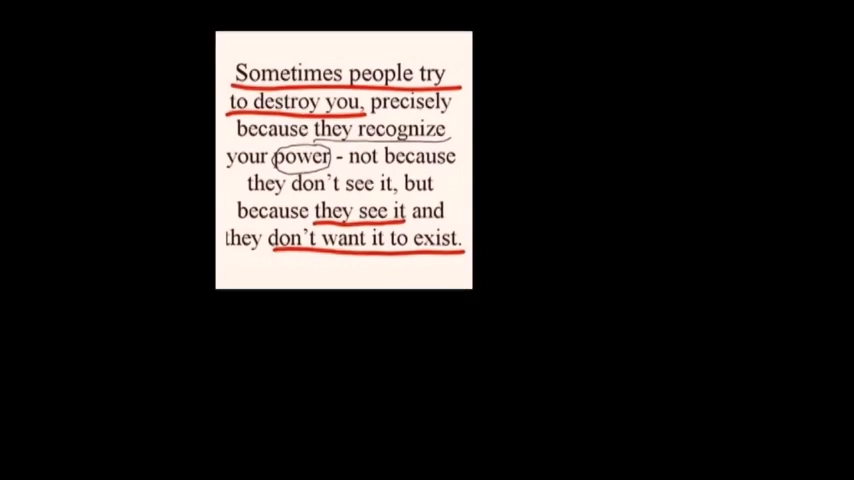 Sometimes people try
to destroy you, precisely
because they recognize
your power - not because
they don't see it, but
because they see it and
they don't want it to exist.